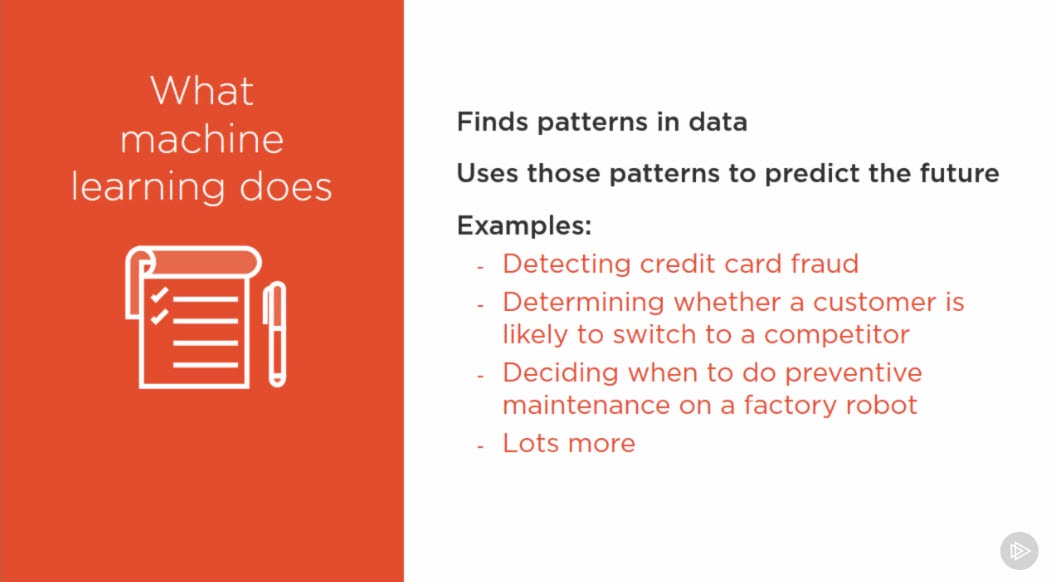 What
machine
learning does
Finds patterns in data
Uses those patterns to predict the future
Examples:
- Detecting credit card fraud
- Determining whether a customer is
likely to switch to a competitor
- Deciding when to do preventive
maintenance on a factory robot
- Lots more